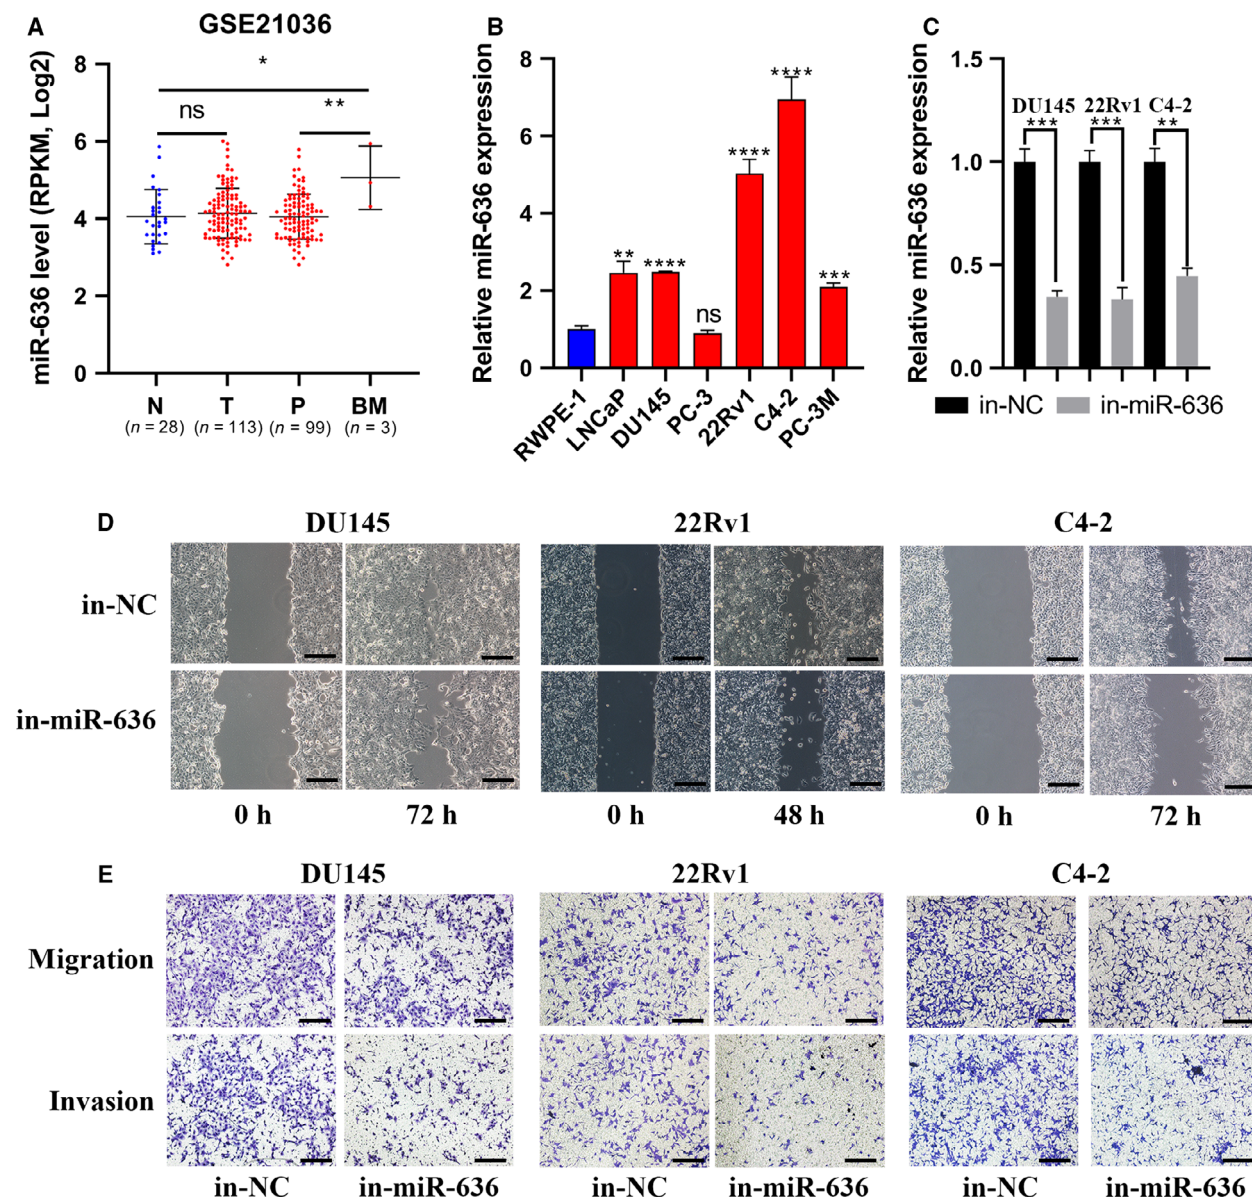 A
GSE21036
miR-636 level (RPKM, Log2)
8
6
4
2
0
*
ns
**
N
T
P
BM
(n = 28)
(n = 113)
(n = 99)
(n = 3)
B
Relative miR-636 expression
8
6
4
2
0
**
****
ns
****
****
***
RWPE-1
LNCaP
DU145
PC-3
22Rv1
C4-2
PC-3M
C
Relative miR-636 expression
1.5
1.0
0.5
0.0
DU145 22Rv1 C4-2
*** *** **
in-NC in-miR-636
D
DU145 22Rv1 C4-2
in-NC
in-miR-636
0 h 72 h 0 h 48 h 0 h 72 h
E
DU145 22Rv1 C4-2
Migration
Invasion
in-NC in-miR-636 in-NC in-miR-636 in-NC in-miR-636